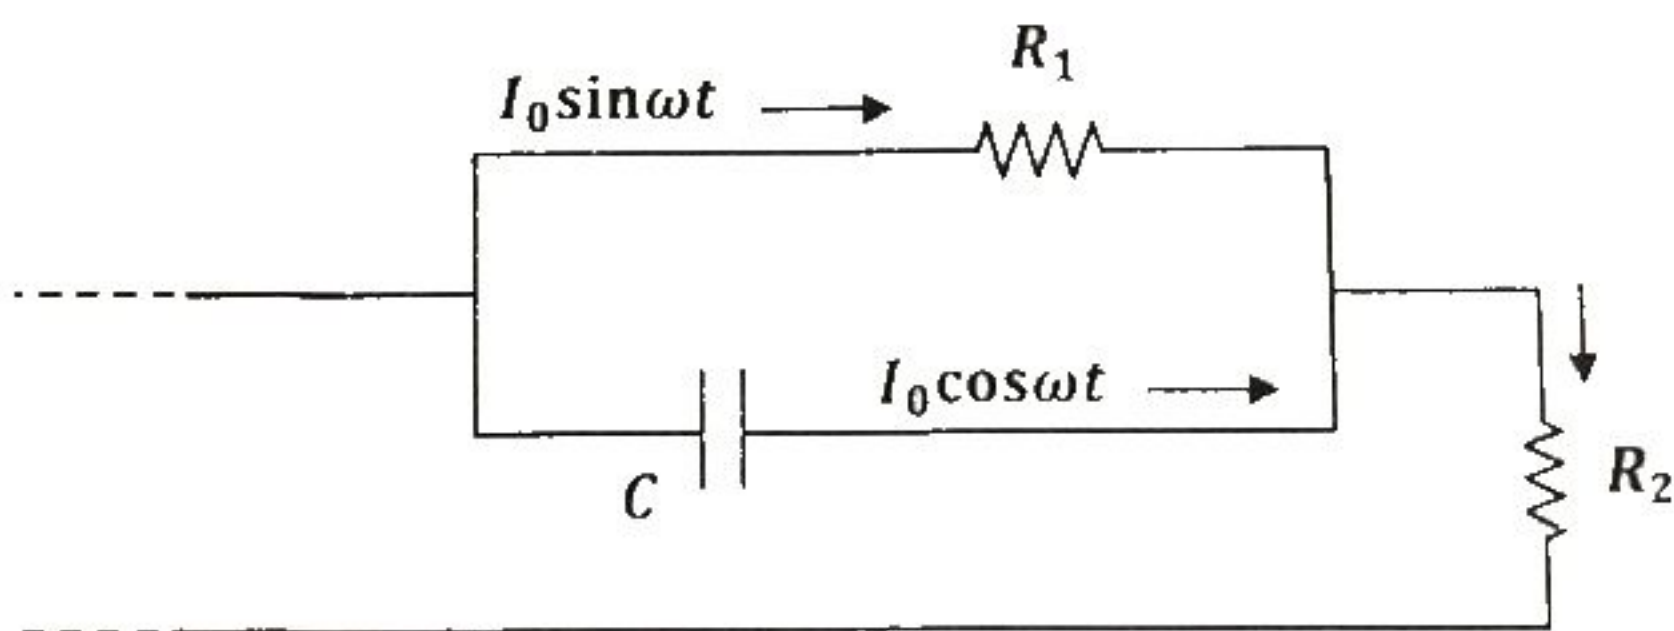 R₁
I₀sinωt
I₀cosωt
C
R₂